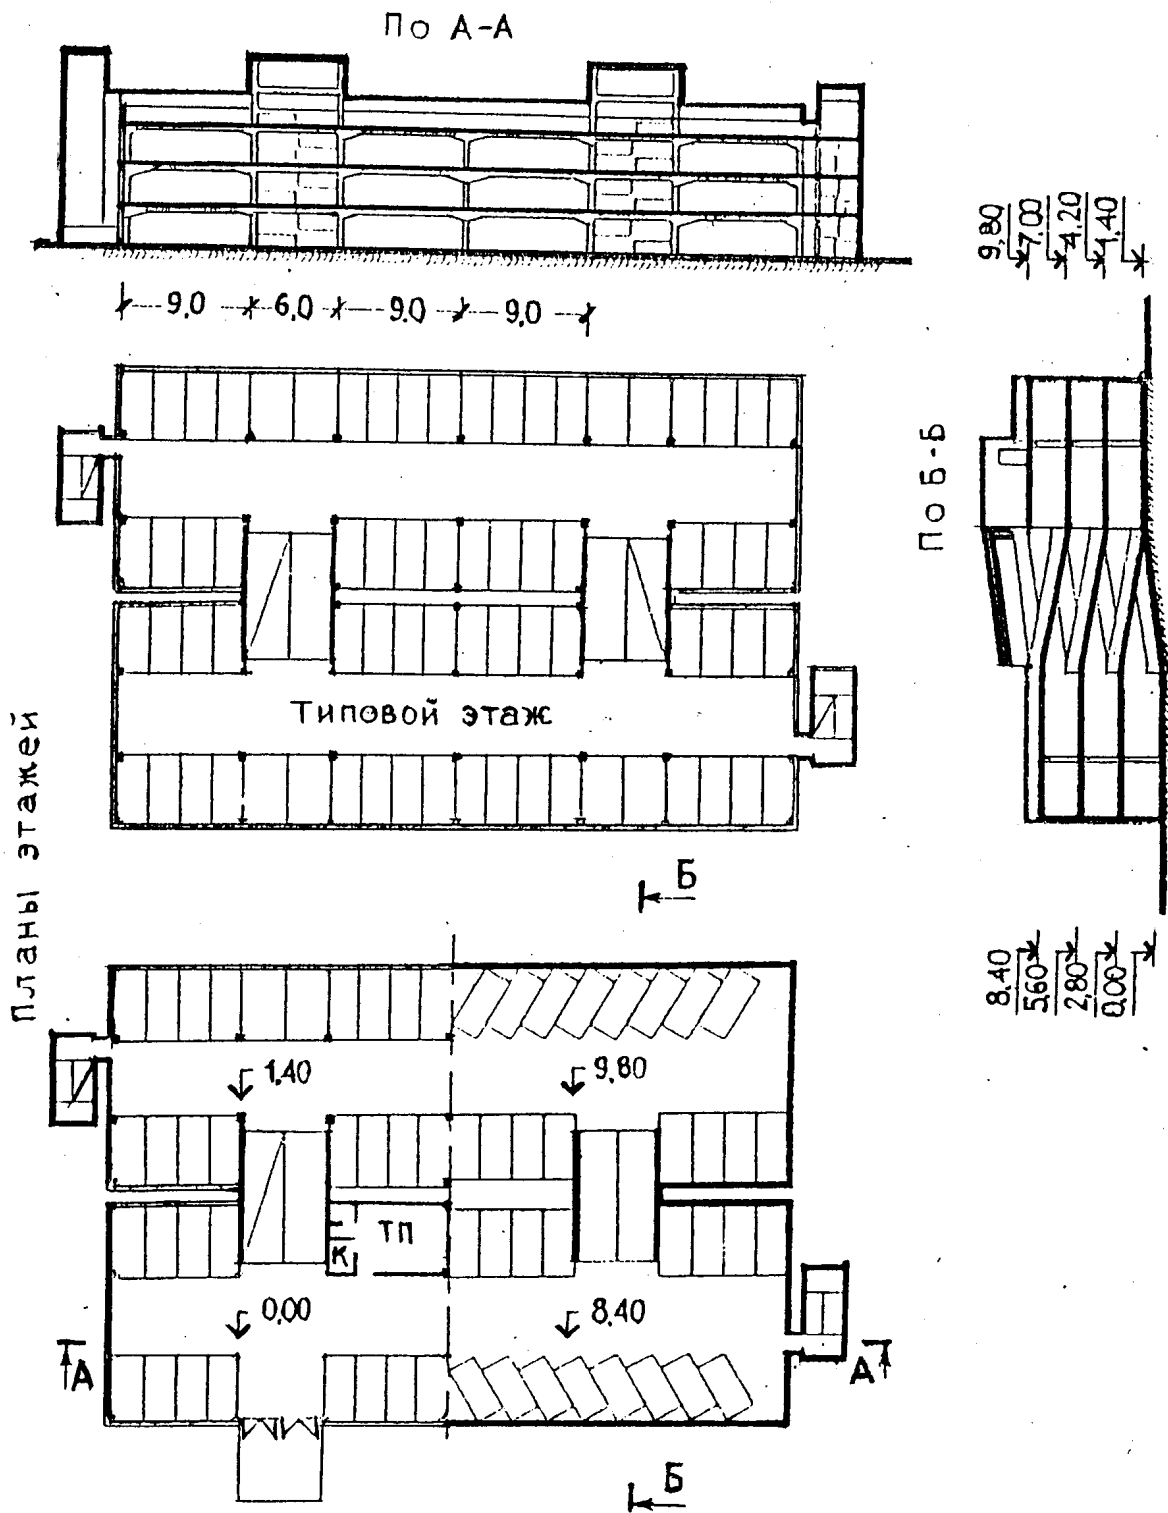 По А-А
9,80
7,00
4,20
1,40
9,0 6,0 9,0 9,0
По Б-Б
Типовой этаж
Планы этажей
Б
8.40
5,60
2,80
0,00
1,40
9,80
ТП
К
0,00
8,40
А
А
Б